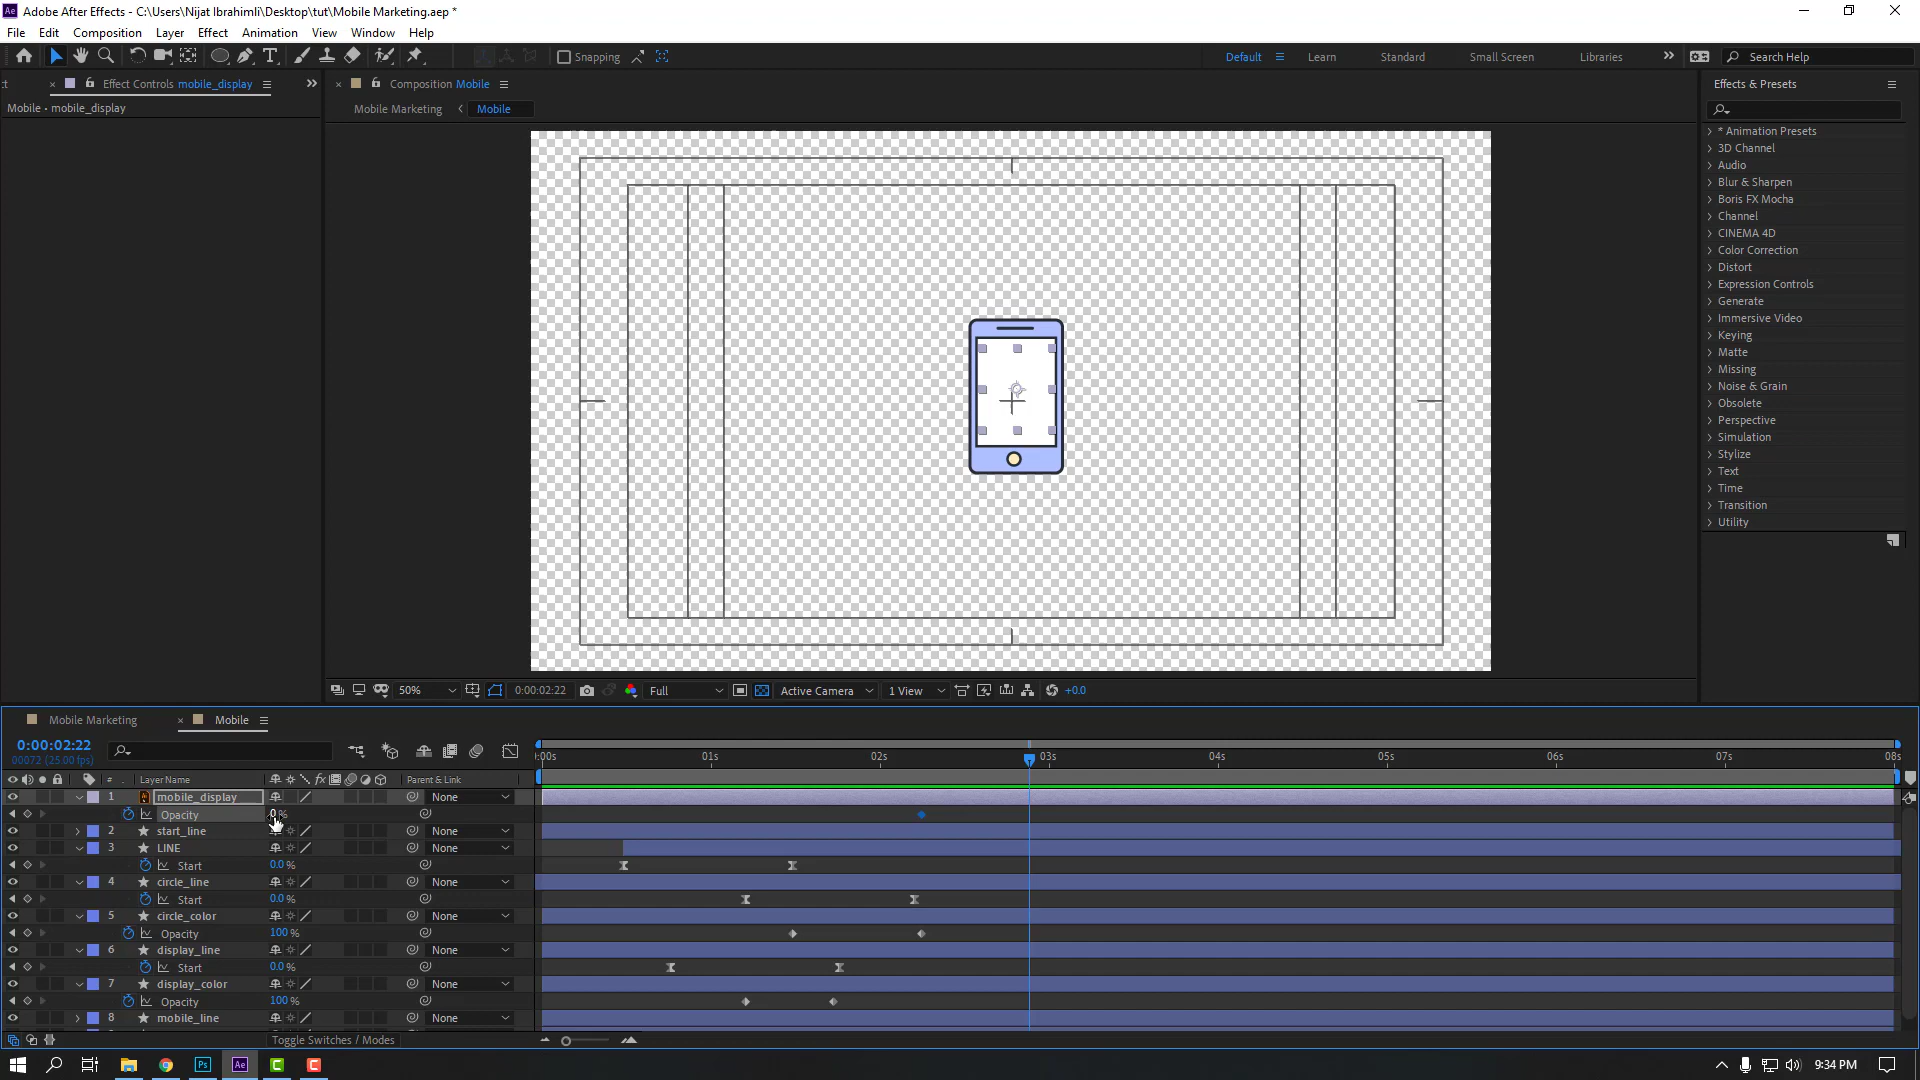 Ae Adobe After Effects - C:\Users\Nijat Ibrahimli\Desktop\tut\Mobile Marketing.aep *
File Edit Composition Layer Effect Animation View Window Help
Snapping Default Learn Standard Small Screen Libraries Search Help
Effect Controls mobile_display Composition Mobile Effects & Presets
Mobile • mobile_display Mobile Marketing Mobile
* Animation Presets
3D Channel
Audio
Blur & Sharpen
Boris FX Mocha
Channel
CINEMA 4D
Color Correction
Distort
Expression Controls
Generate
Immersive Video
Keying
Matte
Missing
Noise & Grain
Obsolete
Perspective
Simulation
Stylize
Text
Time
Transition
Utility
50% 0:00:02:22 Full Active Camera 1 View +0.0
Mobile Marketing Mobile
0:00:02:22
00072 (25.00 fps)
:00s 01s 02s 03s 04s 05s 06s 07s 08s
# Layer Name fx Parent & Link
1 mobile_display None
Opacity 0 %
2 start_line None
3 LINE None
Start 0.0 %
4 circle_line None
Start 0.0 %
5 circle_color None
Opacity 100 %
6 display_line None
Start 0.0 %
7 display_color None
Opacity 100 %
8 mobile_line None
Toggle Switches / Modes
Ps Ae C C 9:34 PM